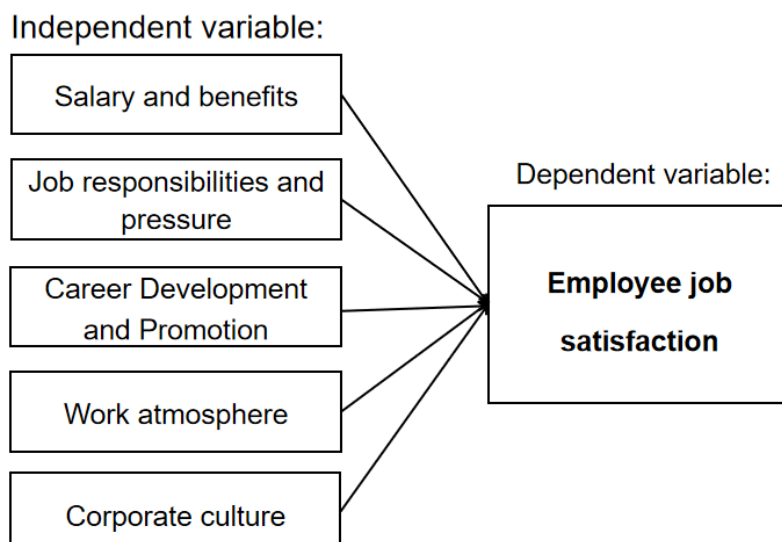 Independent variable:
Salary and benefits
Job responsibilities and
pressure
Career Development
and Promotion
Work atmosphere
Corporate culture
Dependent variable:
Employee job
satisfaction